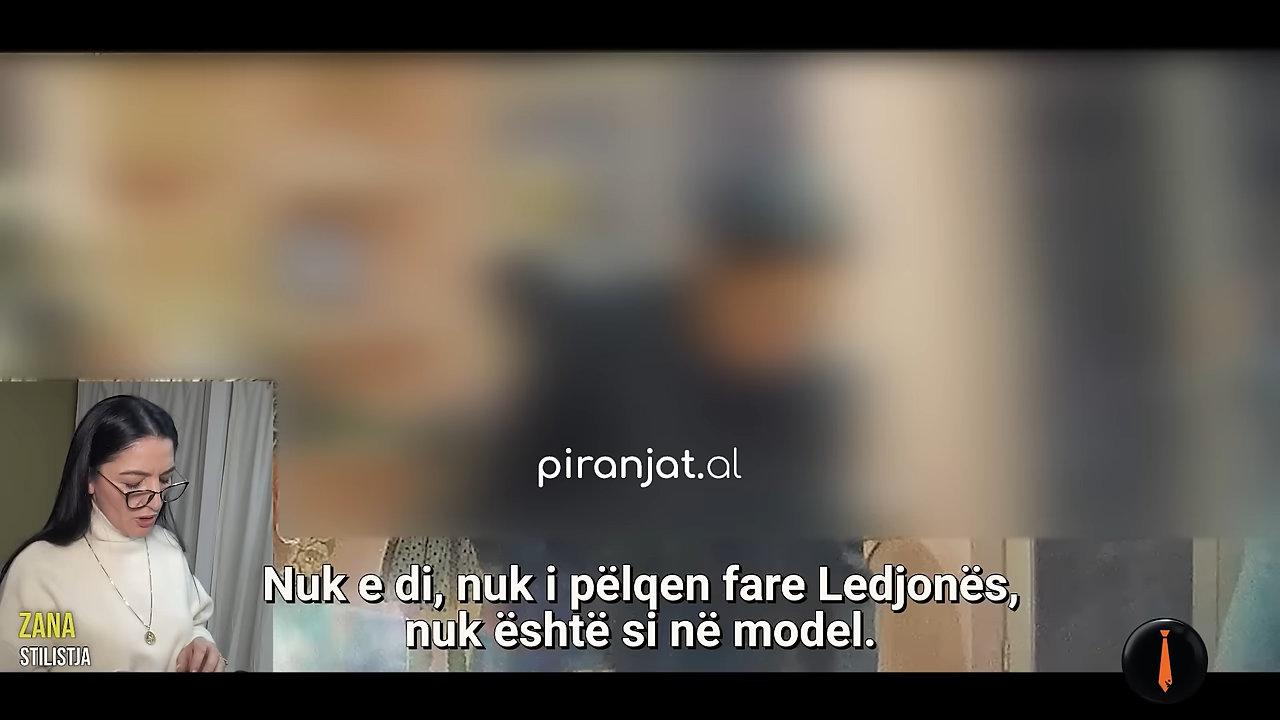 piranjat.al
Nuk e di, nuk i pëlqen fare Ledjonës,
nuk është si në model.
ZANA
STILISTJA